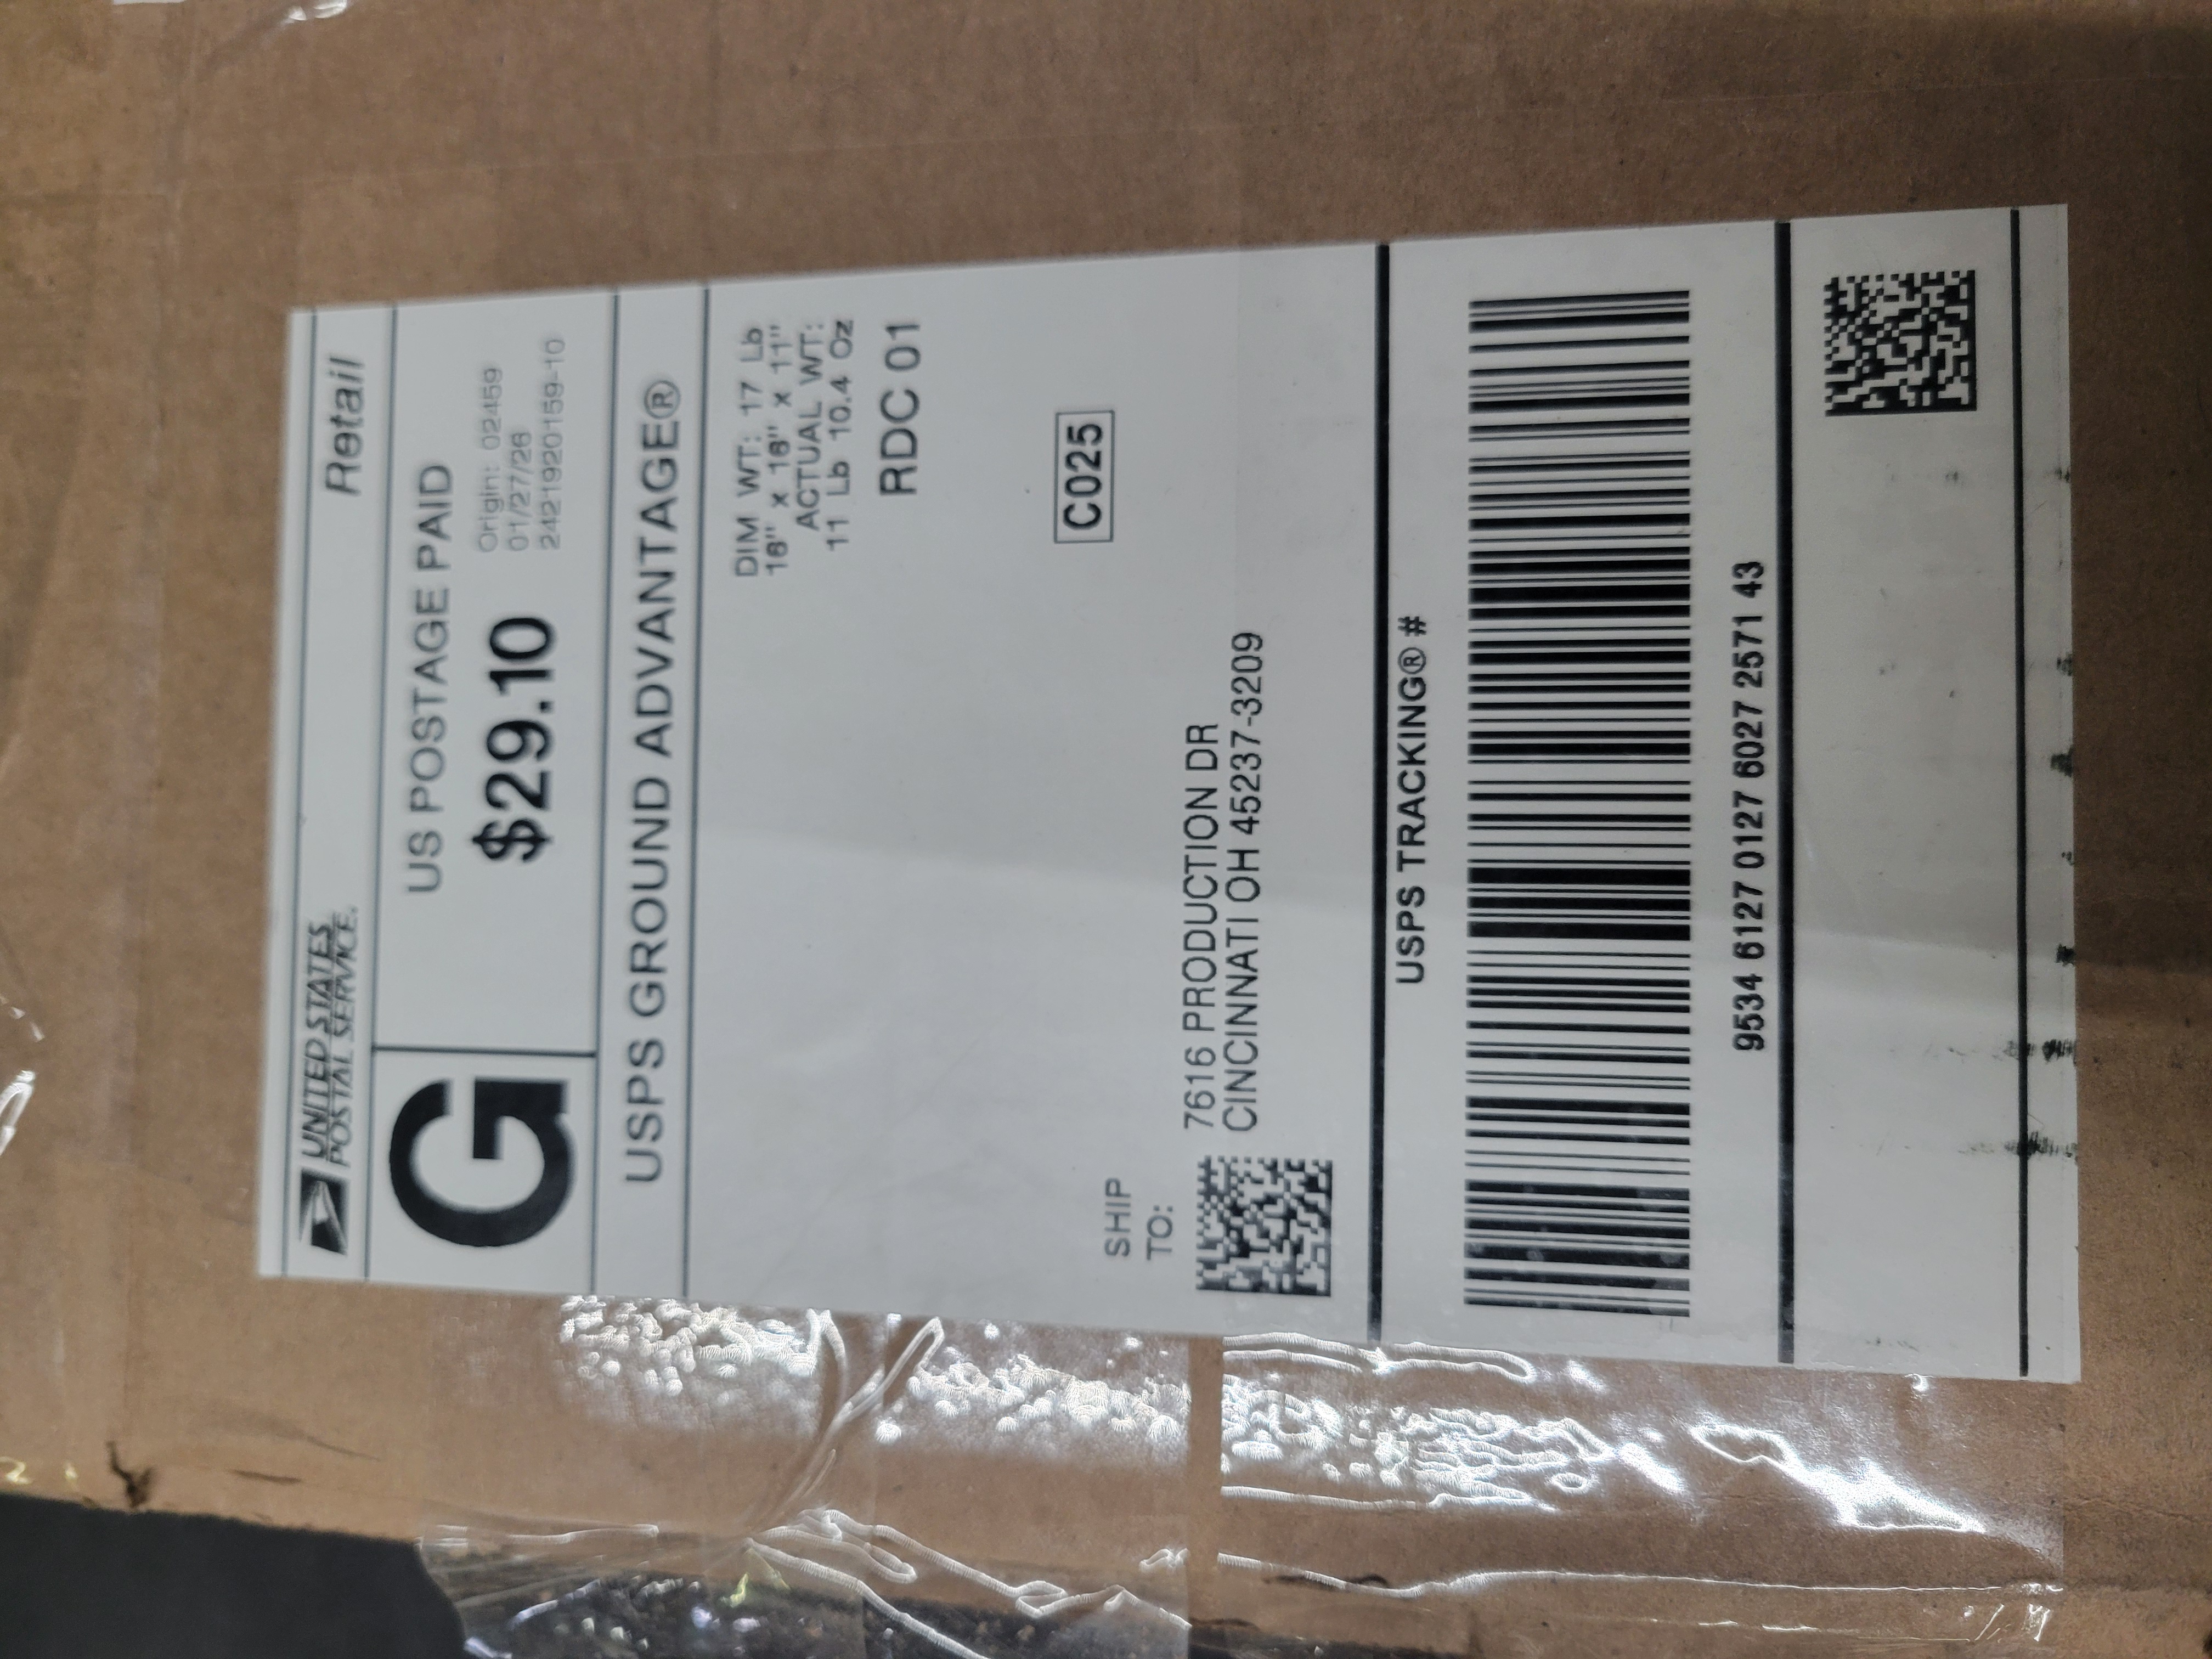 UNITED STATES
POSTAL SERVICE.
Retail
G
US POSTAGE PAID
$29.10
Origin: 02459
01/27/26
2421920159-10
USPS GROUND ADVANTAGE®
DIM WT: 17 Lb
16" x 16" x 11"
ACTUAL WT:
11 Lb 10.4 Oz
RDC 01
C025
SHIP
TO:
7616 PRODUCTION DR
CINCINNATI OH 45237-3209
USPS TRACKING® #
9534 6127 0127 6027 2571 43